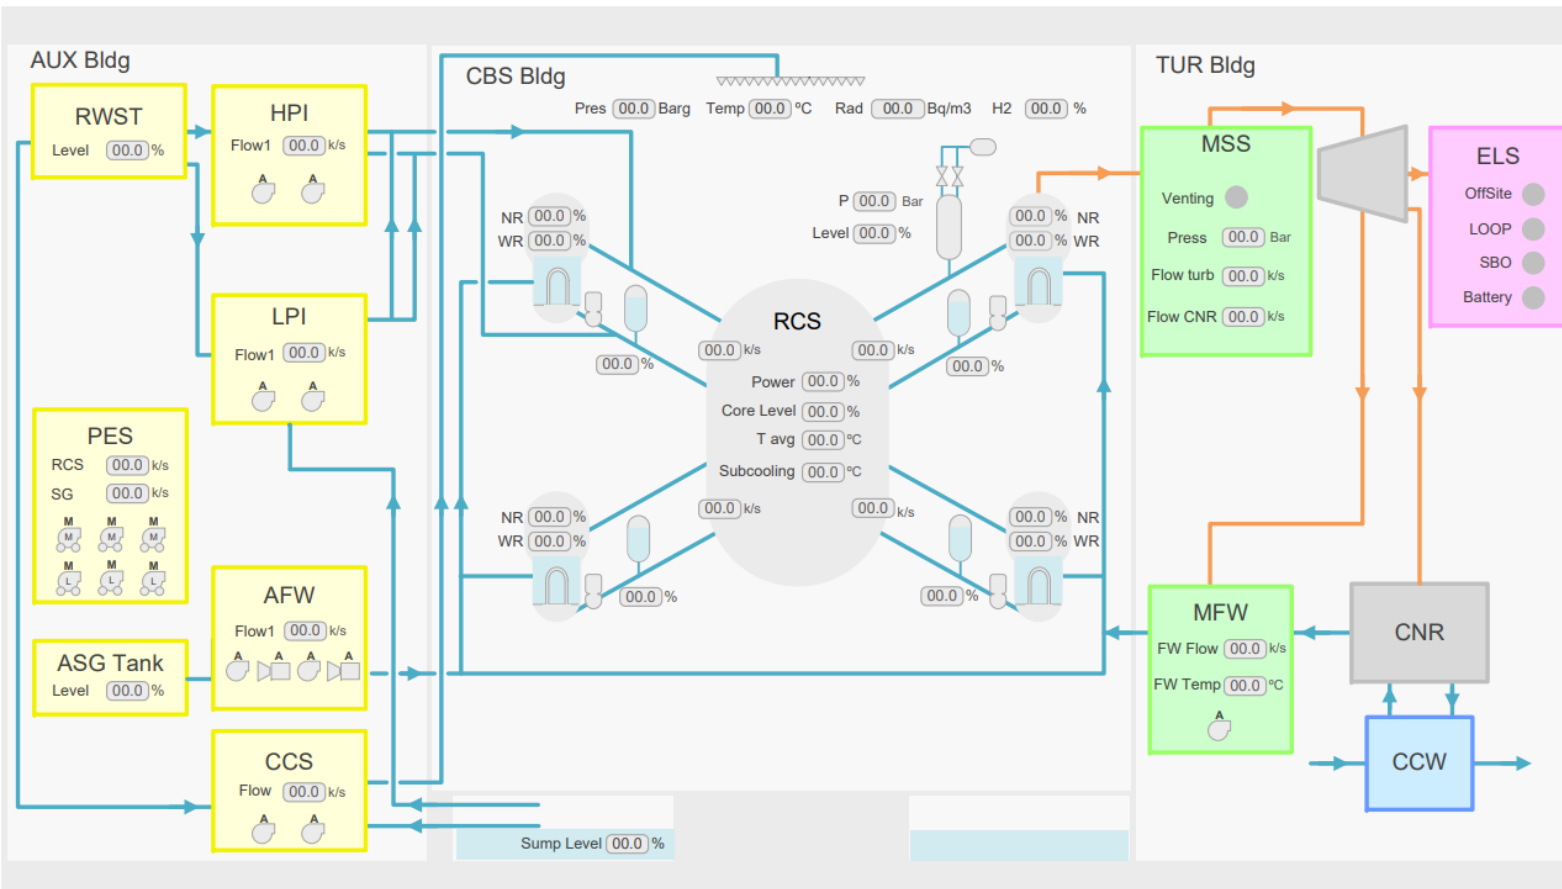 AUX Bldg
RWST
Level 00.0 %
HPI
Flow1 00.0 k/s
A A
LPI
Flow1 00.0 k/s
A A
PES
RCS 00.0 k/s
SG 00.0 k/s
M M M
M M M
M M M
L L L
AFW
Flow1 00.0 k/s
A A A A
ASG Tank
Level 00.0 %
CCS
Flow 00.0 k/s
A A
CBS Bldg
Pres 00.0 Barg Temp 00.0 ºC Rad 00.0 Bq/m3 H2 00.0 %
P 00.0 Bar
Level 00.0 %
NR 00.0 %
WR 00.0 %
00.0 % NR
00.0 % WR
RCS
00.0 k/s
00.0 k/s
00.0 %
00.0 %
Power 00.0 %
Core Level 00.0 %
T avg 00.0 ºC
Subcooling 00.0 ºC
00.0 k/s
00.0 k/s
NR 00.0 %
WR 00.0 %
00.0 % NR
00.0 % WR
00.0 %
00.0 %
Sump Level 00.0 %
TUR Bldg
MSS
Venting
Press 00.0 Bar
Flow turb 00.0 k/s
Flow CNR 00.0 k/s
ELS
OffSite
LOOP
SBO
Battery
MFW
FW Flow 00.0 k/s
FW Temp 00.0 ºC
A
CNR
CCW